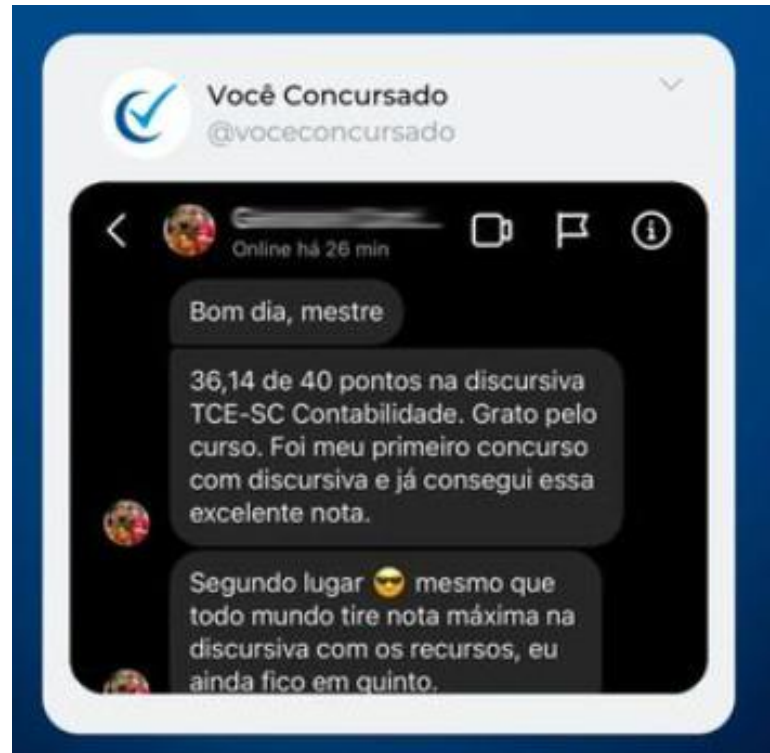 Você Concursado
@voceconcursado
Online há 26 min
Bom dia, mestre
36,14 de 40 pontos na discursiva
TCE-SC Contabilidade. Grato pelo
curso. Foi meu primeiro concurso
com discursiva e já consegui essa
excelente nota.
Segundo lugar 😎 mesmo que
todo mundo tire nota máxima na
discursiva com os recursos, eu
ainda fico em quinto.